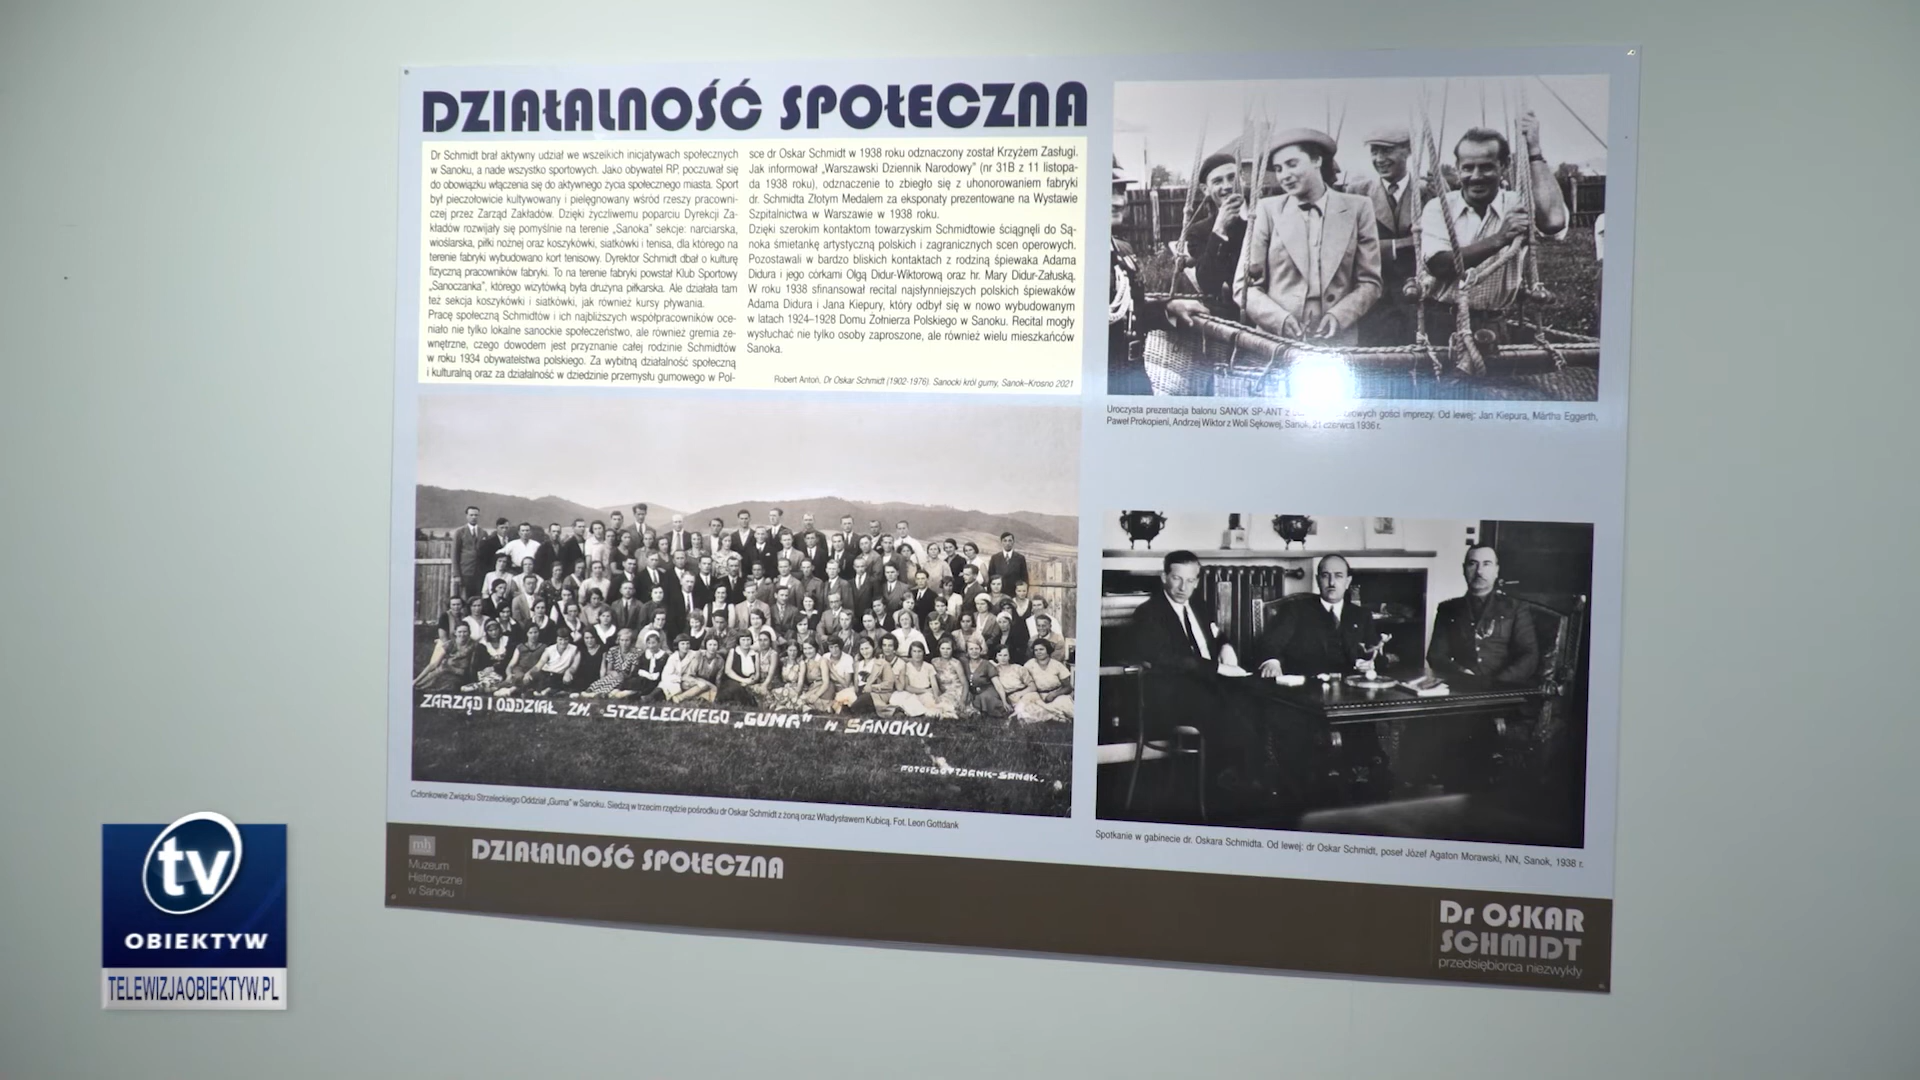 DZIAŁALNOŚĆ SPOŁECZNA
Dr Schmidt brał aktywny udział we wszelkich inicjatywach społecznych
w Sanoku, a nade wszystko sportowych. Jako obywatel RP, poczuwał się
do obowiązku włączenia się do aktywnego życia społecznego miasta. Sport
był pieczołowicie kultywowany i pielęgnowany wśród rzeszy pracowni-
czej przez Zarząd Zakładów. Dzięki życzliwemu poparciu Dyrekcji Za-
kładów rozwijały się pomyślnie na terenie „Sanoka” sekcje: narciarska,
wioślarska, piłki nożnej oraz koszykówki, siatkówki i tenisa, dla którego na
terenie fabryki wybudowano kort tenisowy. Dyrektor Schmidt dbał o kulturę
fizyczną pracowników fabryki. To na terenie fabryki powstał Klub Sportowy
„Sanoczanka”, którego wizytówką była drużyna piłkarska. Ale działała tam
też sekcja koszykówki i siatkówki, jak również kursy pływania.
Pracę społeczną Schmidtów i ich najbliższych współpracowników oce-
niało nie tylko lokalne sanockie społeczeństwo, ale również gremia ze-
wnętrzne, czego dowodem jest przyznanie całej rodzinie Schmidtów
w roku 1934 obywatelstwa polskiego. Za wybitną działalność społeczną
i kulturalną oraz za działalność w dziedzinie przemysłu gumowego w Pol-
sce dr Oskar Schmidt w 1938 roku odznaczony został Krzyżem Zasługi.
Jak informował „Warszawski Dziennik Narodowy” (nr 31B z 11 listopa-
da 1938 roku), odznaczenie to zbiegło się z uhonorowaniem fabryki
dr. Schmidta Złotym Medalem za eksponaty prezentowane na Wystawie
Szpitalnictwa w Warszawie w 1938 roku.
Dzięki szerokim kontaktom towarzyskim Schmidtowie ściągnęli do Sa-
noka śmietankę artystyczną polskich i zagranicznych scen operowych.
Pozostawali w bardzo bliskich kontaktach z rodziną śpiewaka Adama
Didura i jego córkami Olgą Didur-Wiktorową oraz hr. Mary Didur-Załuską.
W roku 1938 sfinansował recital najsłynniejszych polskich śpiewaków
Adama Didura i Jana Kiepury, który odbył się w nowo wybudowanym
w latach 1924–1928 Domu Żołnierza Polskiego w Sanoku. Recital mogły
wysłuchać nie tylko osoby zaproszone, ale również wielu mieszkańców
Sanoka.
Robert Antoń, Dr Oskar Schmidt (1902-1976). Sanocki król gumy, Sanok–Krosno 2021
Uroczysta prezentacja balonu SANOK SP-ANT z gości imprezy. Od lewej: Jan Kiepura, Mártha Eggerth,
Paweł Prokopieni, Andrzej Wiktor z Woli Sękowej, Sanok, 21 czerwca 1936 r.
ZARZĄD I ODDZIAŁ ZW. STRZELECKIEGO „GUMA” W SANOKU.
FOTO: GOTTDANK-SANOK.
Członkowie Związku Strzeleckiego Oddział „Guma” w Sanoku. Siedzą w trzecim rzędzie pośrodku dr Oskar Schmidt z żoną oraz Władysławem Kubicą. Fot. Leon Gottdank
Spotkanie w gabinecie dr. Oskara Schmidta. Od lewej: dr Oskar Schmidt, poseł Józef Agaton Morawski, NN, Sanok, 1938 r.
mh
Muzeum
Historyczne
w Sanoku
DZIAŁALNOŚĆ SPOŁECZNA
Dr OSKAR
SCHMIDT
przedsiębiorca niezwykły
tv
OBIEKTYW
TELEWIZJAOBIEKTYW.PL